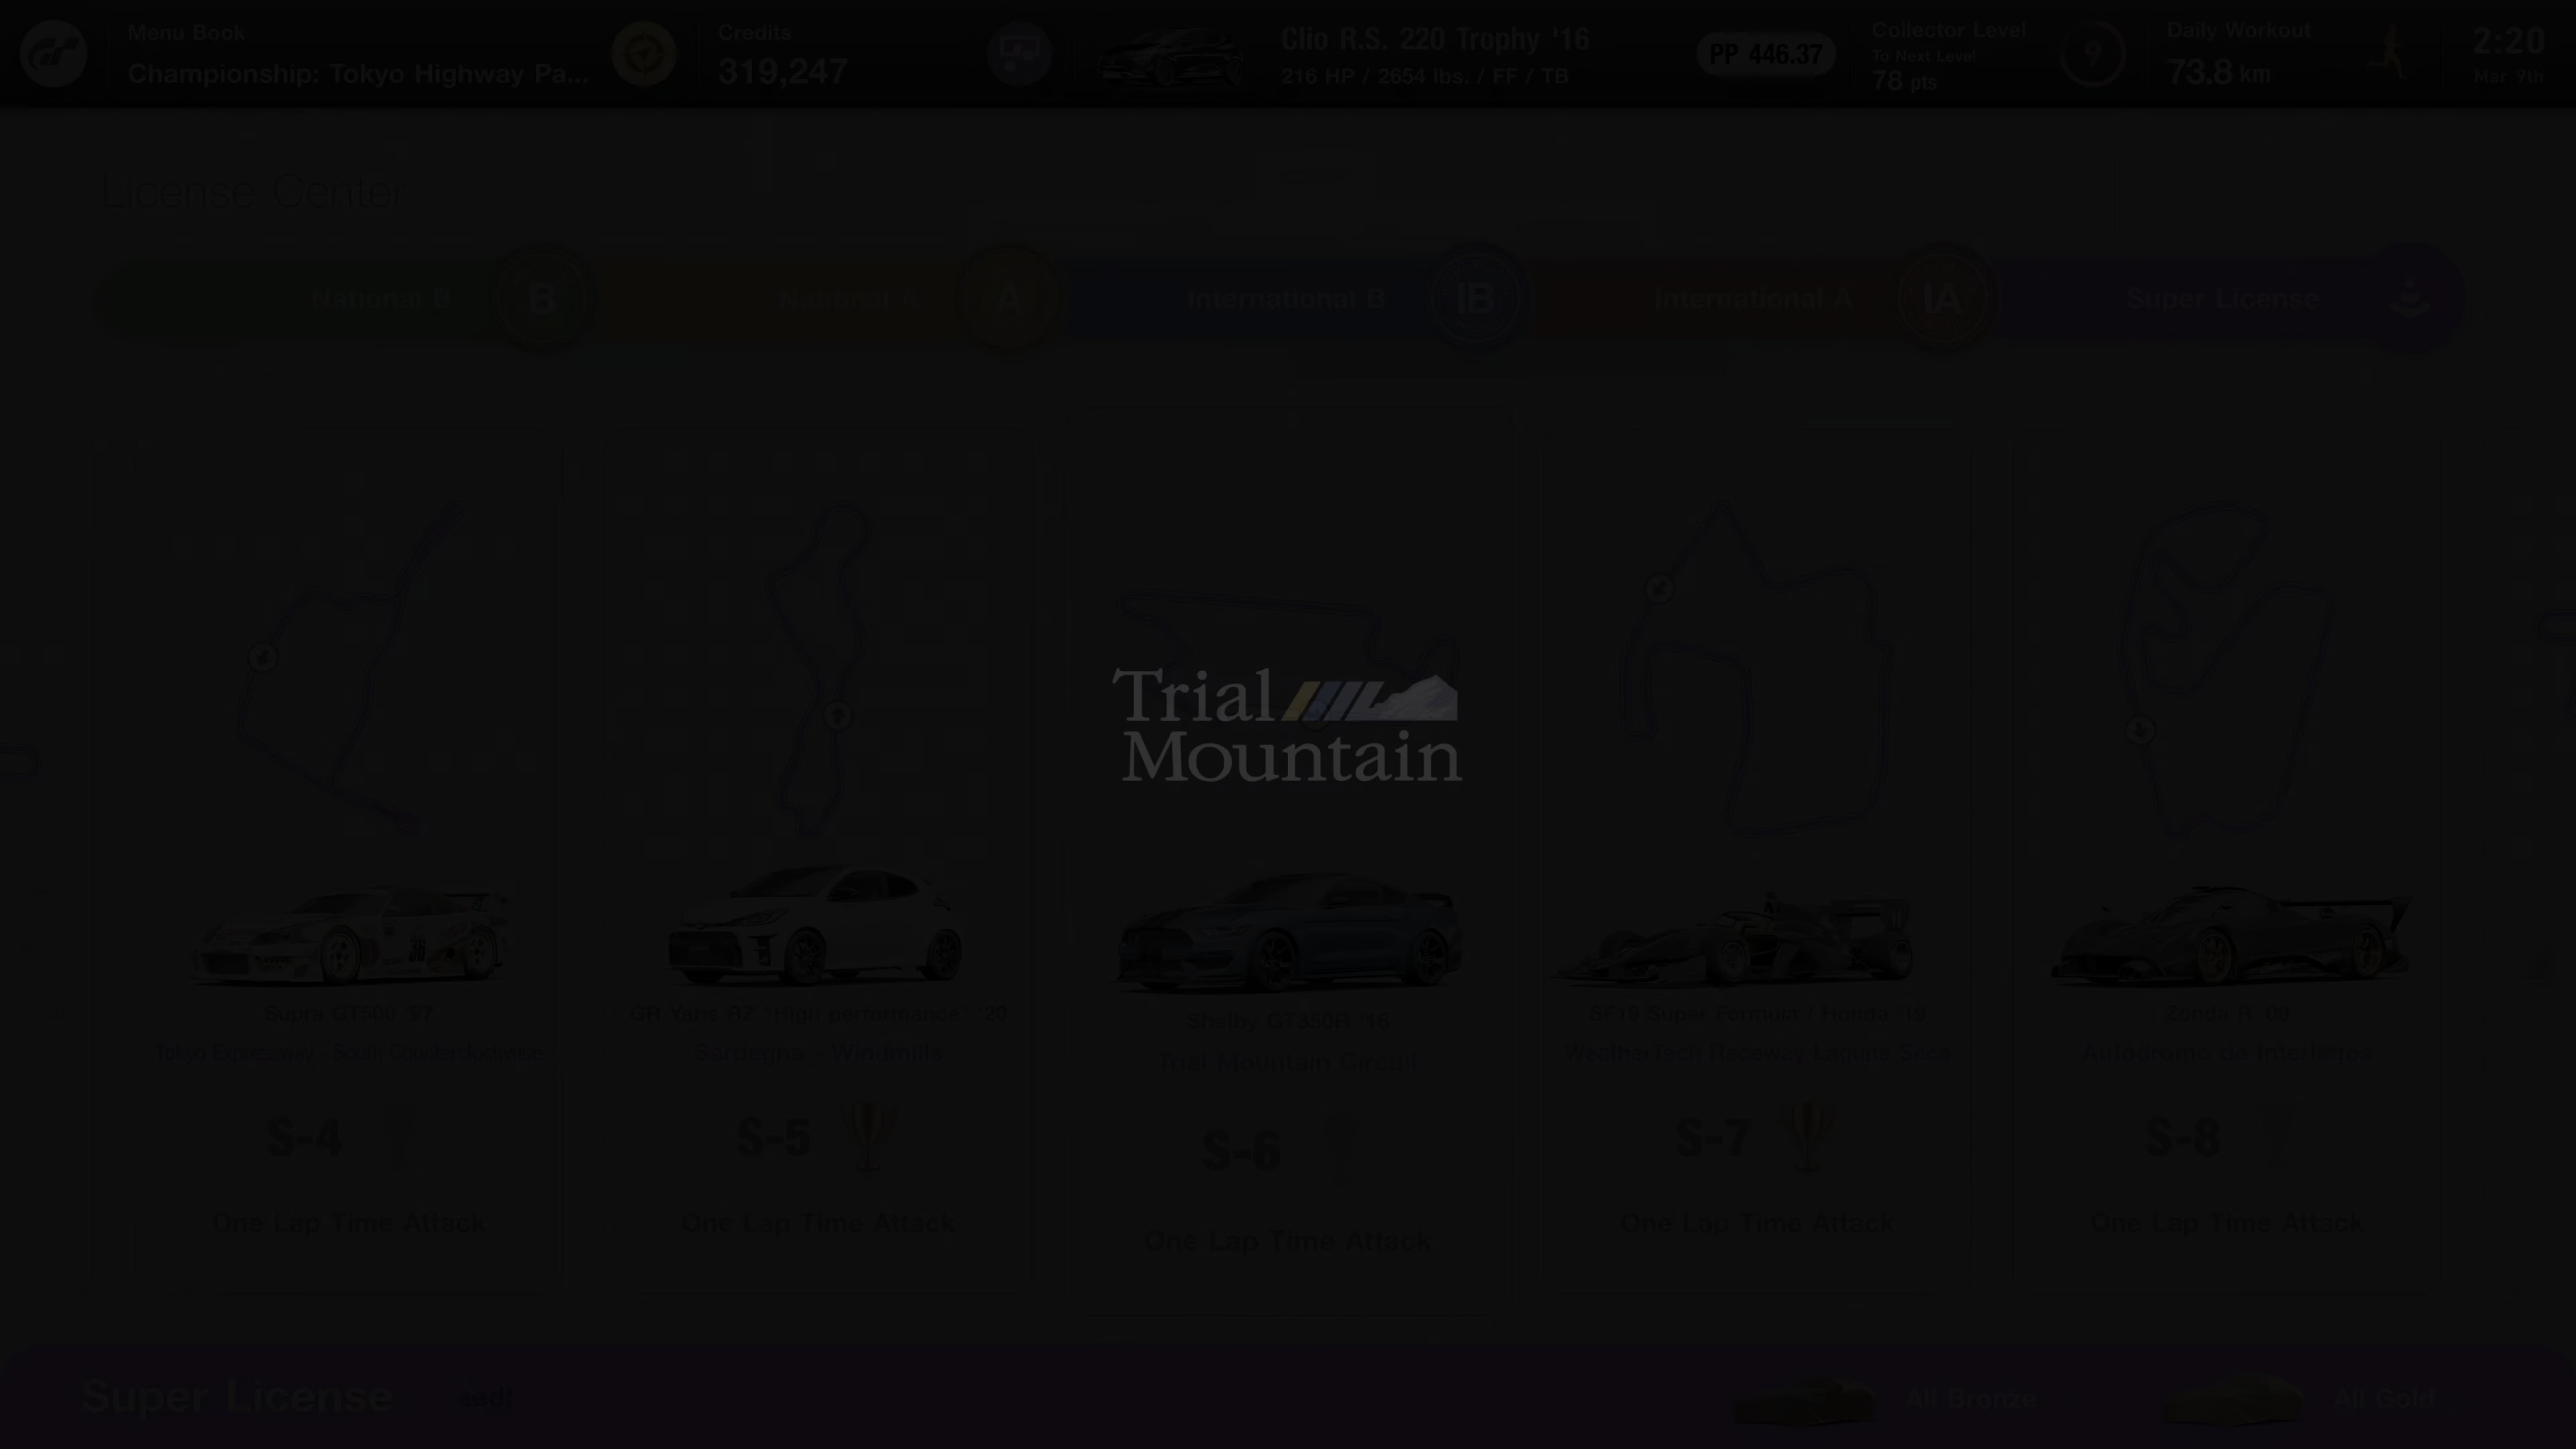 Menu Book
Championship: Tokyo Highway Pa...
Credits
319,247
Clio R.S. 220 Trophy '16
216 HP / 2654 lbs. / FF / TB
PP 446.37
Collector Level
To Next Level
78 pts
9
Daily Workout
73.8 km
2:20
Mar 9th
License Center
National B
B
National A
A
International B
IB
International A
IA
Super License
Trial
Mountain
36
Supra GT500 '97
GR Yaris RZ "High performance" '20
Shelby GT350R '16
SF19 Super Formula / Honda '19
Zonda R '09
Tokyo Expressway - South Counterclockwise
Sardegna - Windmills
Trial Mountain Circuit
WeatherTech Raceway Laguna Seca
Autódromo de Interlagos
S-4
S-5
S-6
S-7
S-8
One Lap Time Attack
One Lap Time Attack
One Lap Time Attack
One Lap Time Attack
One Lap Time Attack
Super License
All Bronze
All Gold